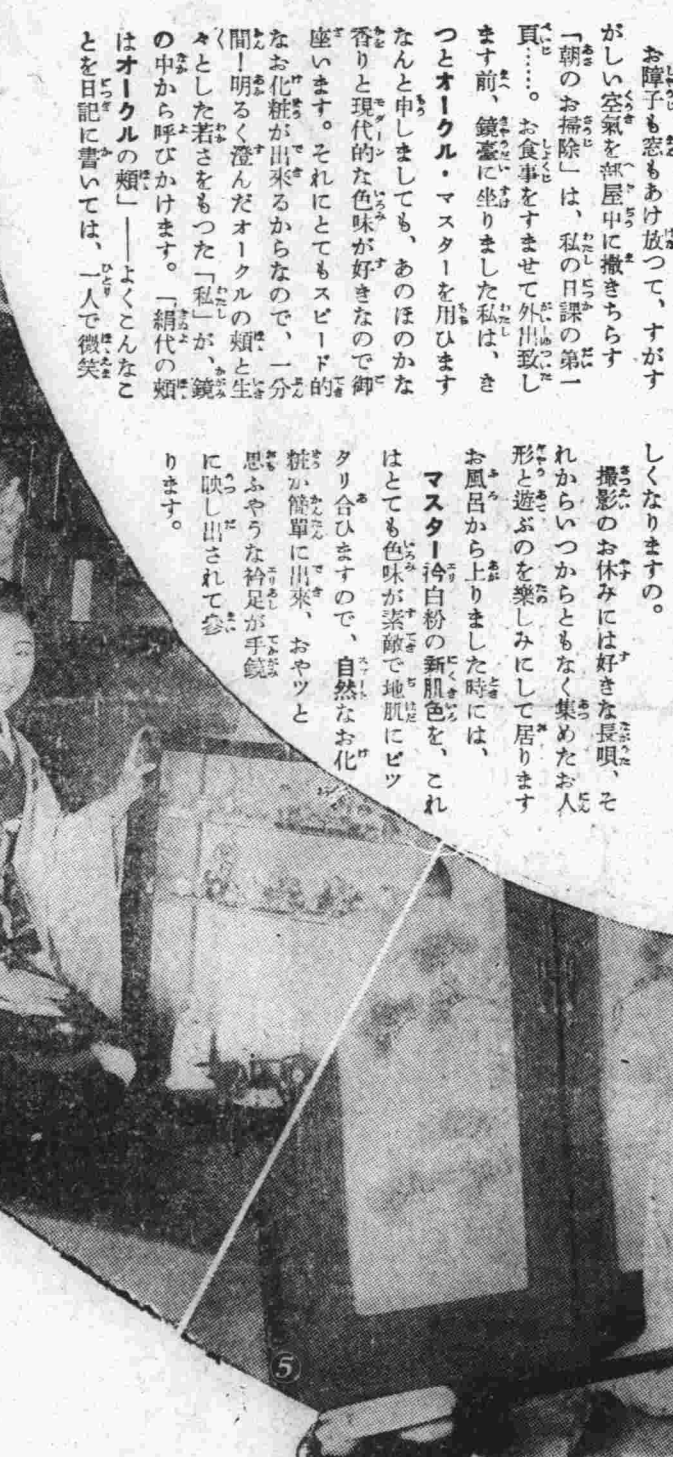 お障子も窓もあけ放つて、すがす
がしい空氣を部屋中に撒きちらす
「朝のお掃除」は、私の日課の第一
頁……。お食事をすませて外出致し
ます前、鏡臺に坐りました私は、き
つとオークル・マスターを用ひます
なんと申しましても、あのほのかな
香りと現代的な色味が好きなので御
座います。それにとてもスピード的
なお化粧が出來るからなので、一分
間！明るく澄んだオークルの頰と生
々とした若さをもつた「私」が、鏡
の中から呼びかけます。「絹代の頰
はオークルの頰」——よくこんなこ
とを日記に書いては、一人で微笑
しくなりますの。
撮影のお休みには好きな長唄、そ
れからいつからともなく集めたお人
形と遊ぶのを樂しみにして居ります
お風呂から上りました時には、
マスター衿白粉の新肌色を、これ
はとても色味が素敵で地肌にピツ
タリ合ひますので、自然なお化
粧が簡單に出來、おやツと
思ふやうな衿足が手鏡
に映し出されて參
ります。
⑤